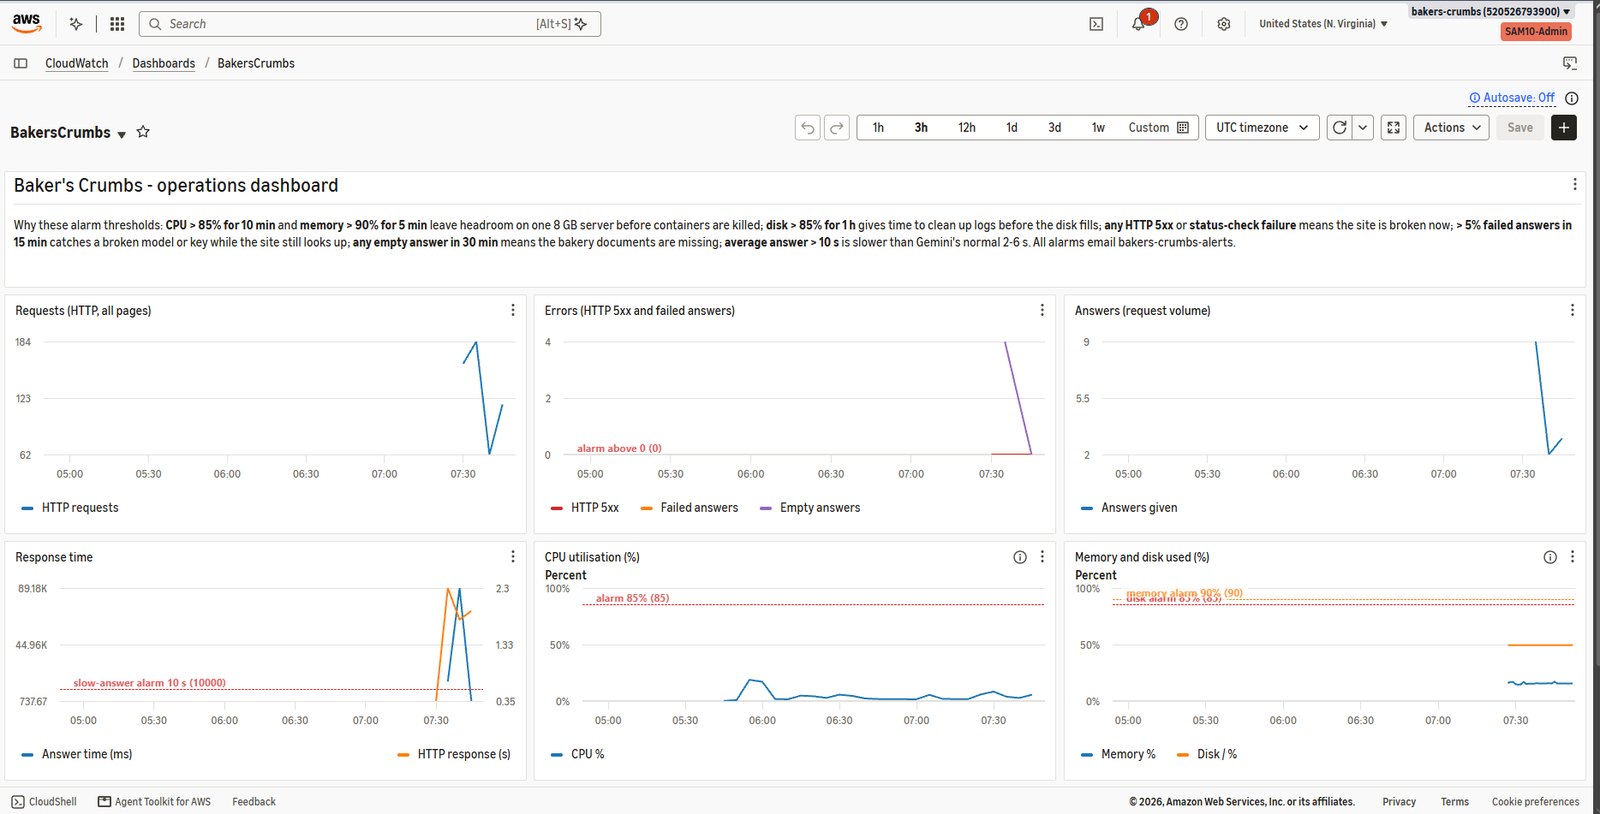 aws
Search
[Alt+S]
1
United States (N. Virginia)
bakers-crumbs (520526793900)
SAM10-Admin
CloudWatch / Dashboards / BakersCrumbs
Autosave: Off
BakersCrumbs
1h 3h 12h 1d 3d 1w Custom
UTC timezone
Actions
Save
Baker's Crumbs - operations dashboard
Why these alarm thresholds: CPU > 85% for 10 min and memory > 90% for 5 min leave headroom on one 8 GB server before containers are killed; disk > 85% for 1 h gives time to clean up logs before the disk fills; any HTTP 5xx or status-check failure means the site is broken now; > 5% failed answers in
15 min catches a broken model or key while the site still looks up; any empty answer in 30 min means the bakery documents are missing; average answer > 10 s is slower than Gemini's normal 2-6 s. All alarms email bakers-crumbs-alerts.
Requests (HTTP, all pages)
184
123
62
05:00 05:30 06:00 06:30 07:00 07:30
HTTP requests
Errors (HTTP 5xx and failed answers)
4
2
alarm above 0 (0)
0
05:00 05:30 06:00 06:30 07:00 07:30
HTTP 5xx Failed answers Empty answers
Answers (request volume)
9
5.5
2
05:00 05:30 06:00 06:30 07:00 07:30
Answers given
Response time
89.18K 2.3
44.96K 1.33
slow-answer alarm 10 s (10000)
737.67 0.35
05:00 05:30 06:00 06:30 07:00 07:30
Answer time (ms) HTTP response (s)
CPU utilisation (%)
Percent
100%
alarm 85% (85)
50%
0%
05:00 05:30 06:00 06:30 07:00 07:30
CPU %
Memory and disk used (%)
Percent
100%
memory alarm 90% (90)
disk alarm 85% (85)
50%
0%
05:00 05:30 06:00 06:30 07:00 07:30
Memory % Disk / %
CloudShell Agent Toolkit for AWS Feedback
© 2026, Amazon Web Services, Inc. or its affiliates. Privacy Terms Cookie preferences